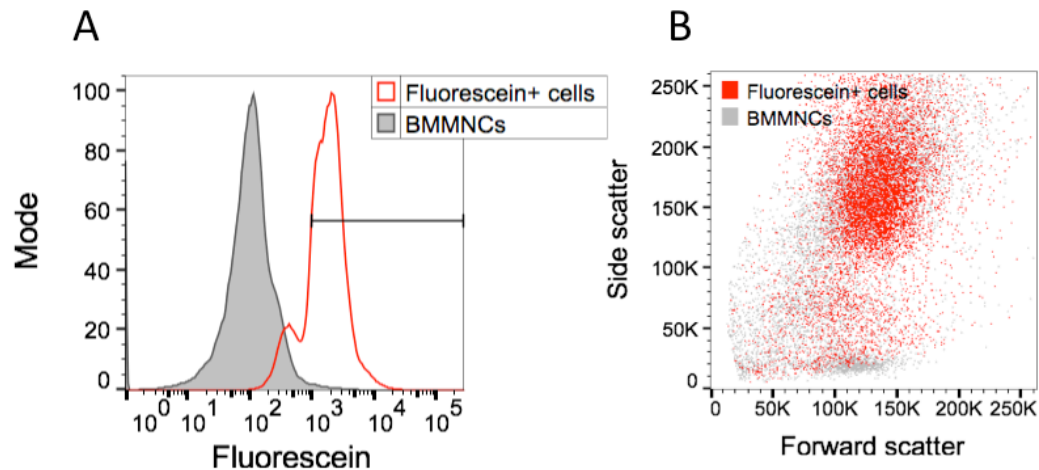 A
B
100
80
60
40
20
0
Mode
Fluorescein+ cells
BMMNCs
10^0 10^1 10^2 10^3 10^4 10^5
Fluorescein
250K
200K
150K
100K
50K
0
Side scatter
Fluorescein+ cells
BMMNCs
0 50K 100K 150K 200K 250K
Forward scatter